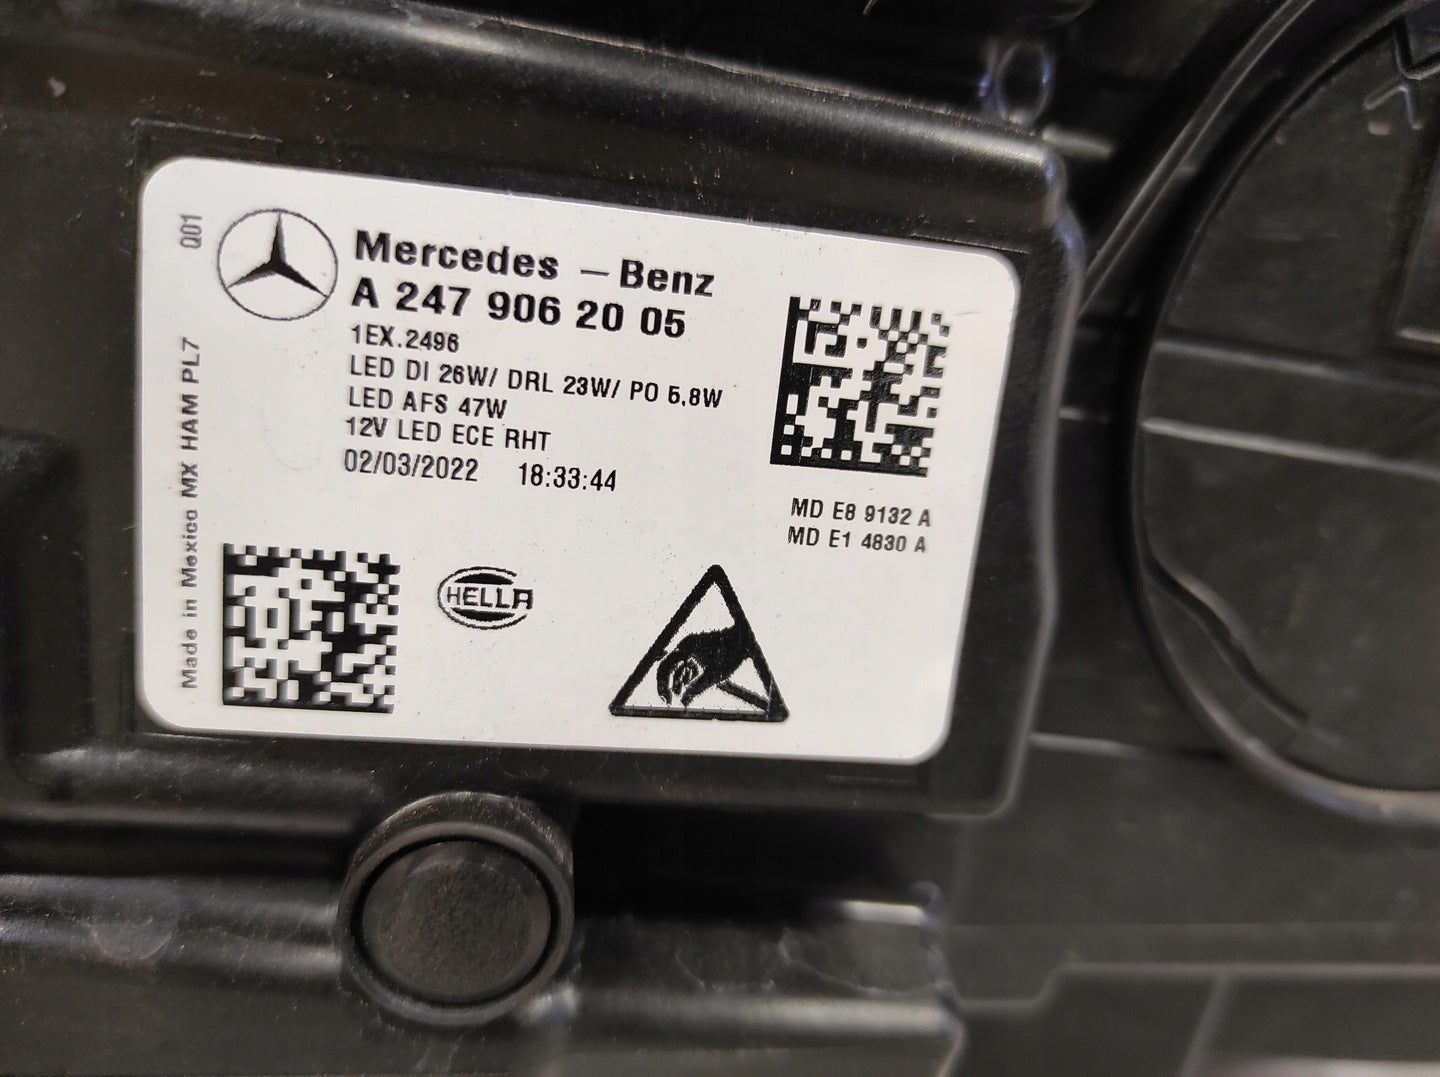 Q01
Mercedes - Benz
A 247 906 20 05
1EX.2496
LED DI 26W/ DRL 23W/ PO 5,8W
LED AFS 47W
12V LED ECE RHT
02/03/2022 18:33:44
MD E8 9132 A
MD E1 4830 A
Made in Mexico MX HAM PL7
HELLA